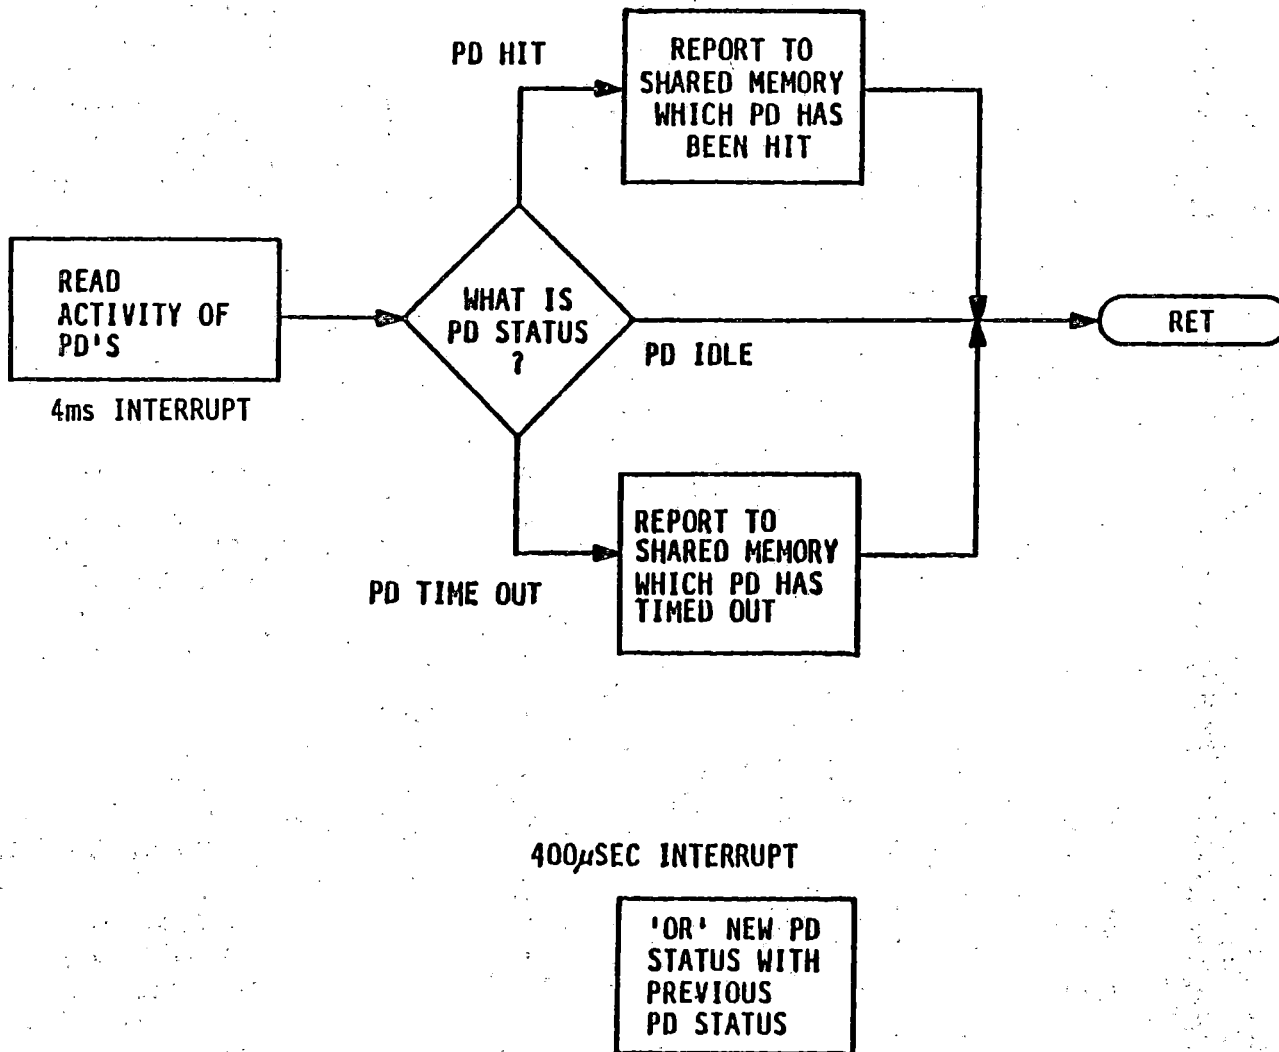 PD HIT
REPORT TO
SHARED MEMORY
WHICH PD HAS
BEEN HIT
READ
ACTIVITY OF
PD'S
4ms INTERRUPT
WHAT IS
PD STATUS
?
PD IDLE
RET
PD TIME OUT
REPORT TO
SHARED MEMORY
WHICH PD HAS
TIMED OUT
400μSEC INTERRUPT
'OR' NEW PD
STATUS WITH
PREVIOUS
PD STATUS